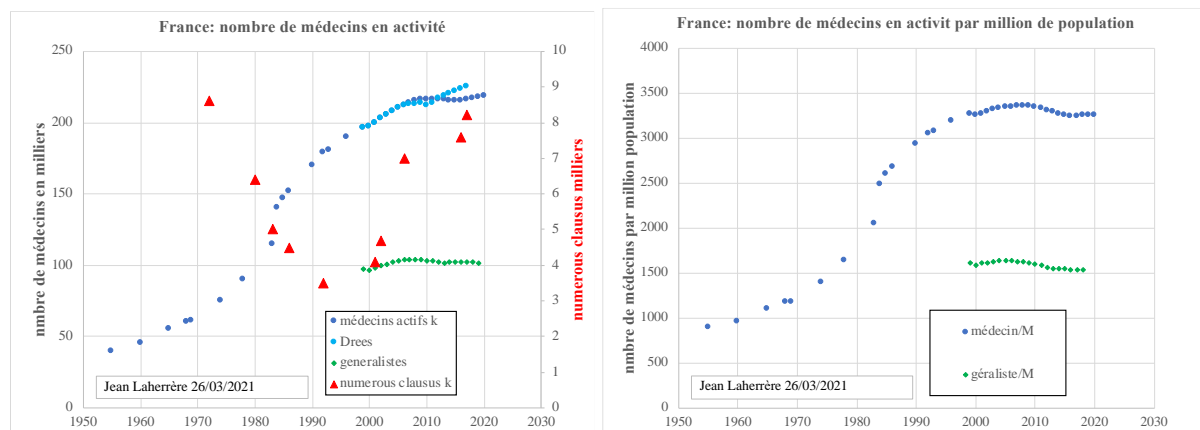 France: nombre de médecins en activité
250
200
150
100
50
0
nmbre de médecins en milliers
10
9
8
7
6
5
4
3
2
1
0
numerous clausus milliers
médecins actifs k
Drees
generalistes
numerous clausus k
Jean Laherrère 26/03/2021
1950 1960 1970 1980 1990 2000 2010 2020 2030
France: nombre de médecins en activit par million de population
4000
3500
3000
2500
2000
1500
1000
500
0
nmbre de médecins par million population
médecin/M
géraliste/M
Jean Laherrère 26/03/2021
1950 1960 1970 1980 1990 2000 2010 2020 2030